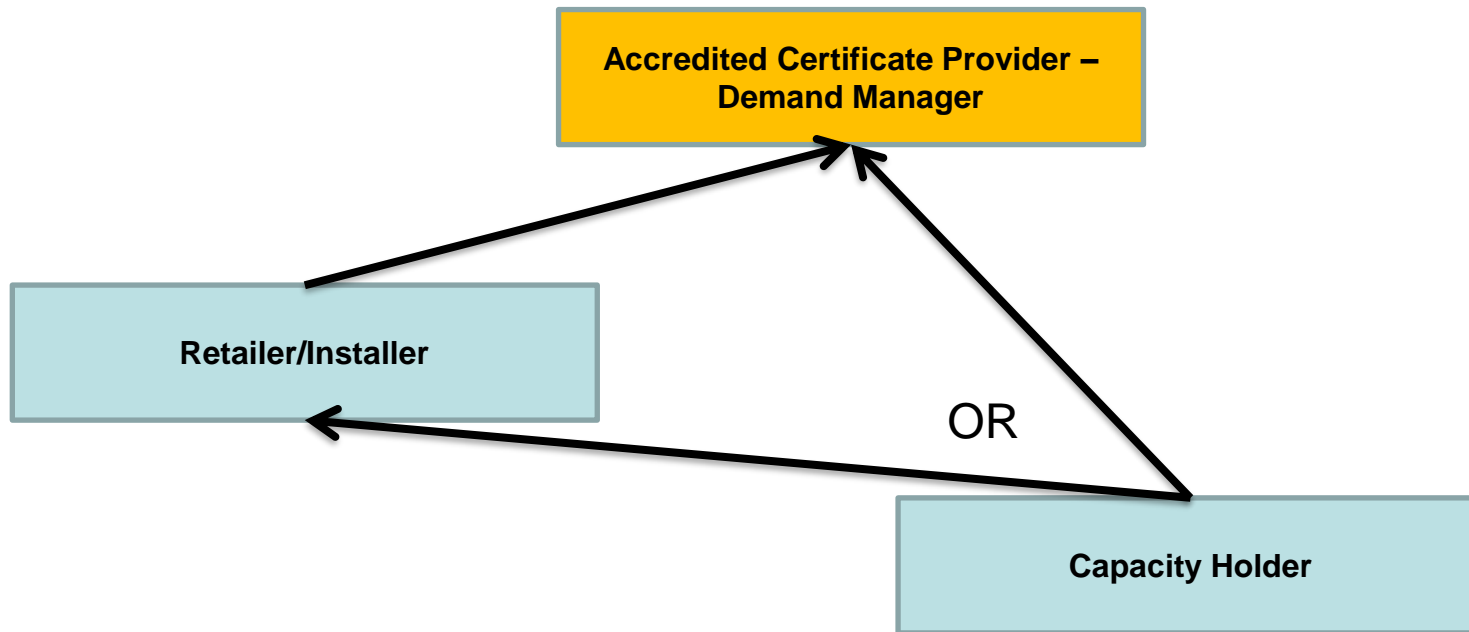 Accredited Certificate Provider –
Demand Manager
Retailer/Installer
OR
Capacity Holder